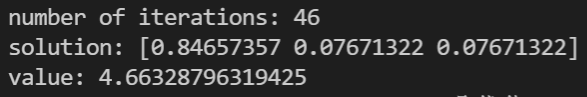 number of iterations: 46
solution: [0.84657357 0.07671322 0.07671322]
value: 4.66328796319425